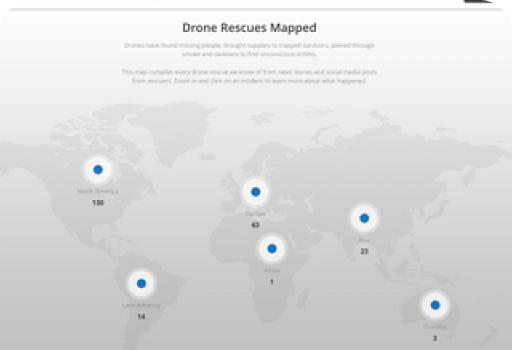 Drone Rescues Mapped
Drones have found missing people, brought supplies to trapped survivors, peered through
smoke and darkness to find unconscious victims.
This map compiles every drone rescue we know of from news stories and social media posts
from rescuers. Zoom in and click on an incident to learn more about what happened.
North America
130
Europe
63
Asia
23
Africa
1
Latin America
14
Oceania
3